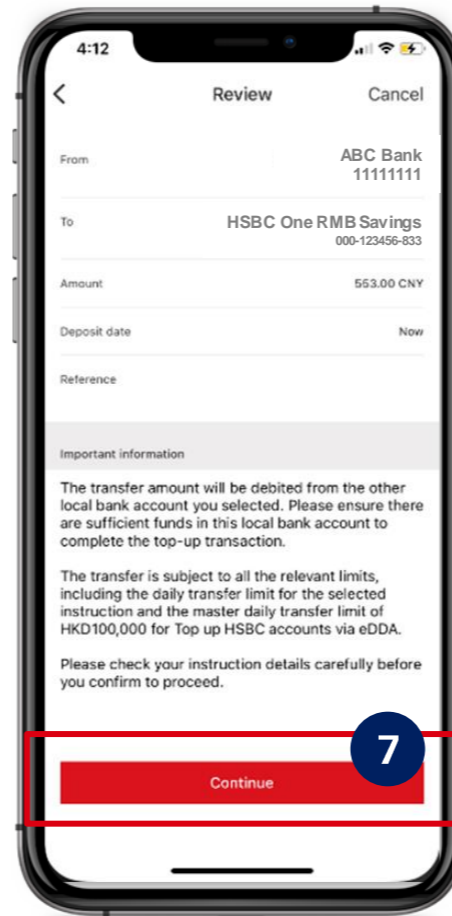 4:12
Review
Cancel
From
ABC Bank
11111111
To
HSBC One RMB Savings
000-123456-833
Amount
553.00 CNY
Deposit date
Now
Reference
Important information
The transfer amount will be debited from the other
local bank account you selected. Please ensure there
are sufficient funds in this local bank account to
complete the top-up transaction.
The transfer is subject to all the relevant limits,
including the daily transfer limit for the selected
instruction and the master daily transfer limit of
HKD100,000 for Top up HSBC accounts via eDDA.
Please check your instruction details carefully before
you confirm to proceed.
7
Continue